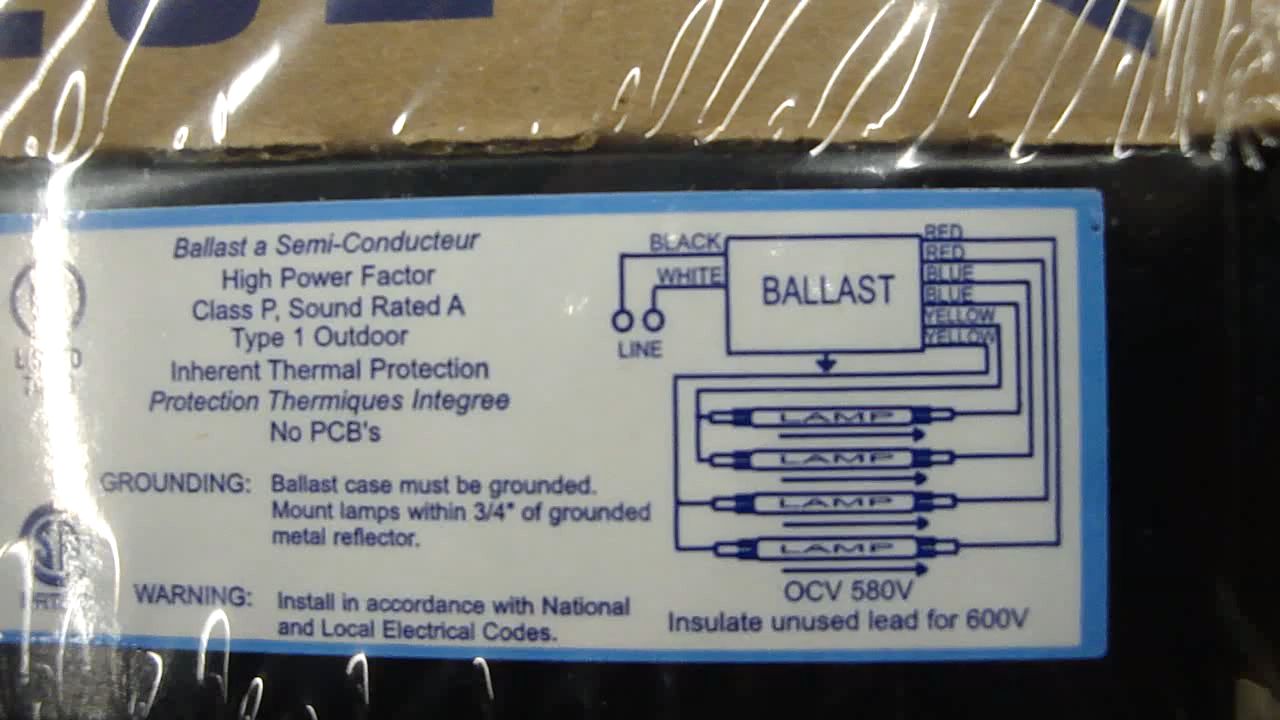 Ballast a Semi-Conducteur
High Power Factor
Class P, Sound Rated A
Type 1 Outdoor
Inherent Thermal Protection
Protection Thermiques Integree
No PCB's
GROUNDING: Ballast case must be grounded.
Mount lamps within 3/4" of grounded
metal reflector.
WARNING: Install in accordance with National
and Local Electrical Codes.
BLACK
WHITE
LINE
BALLAST
RED
RED
BLUE
BLUE
YELLOW
YELLOW
LAMP
LAMP
LAMP
LAMP
OCV 580V
Insulate unused lead for 600V